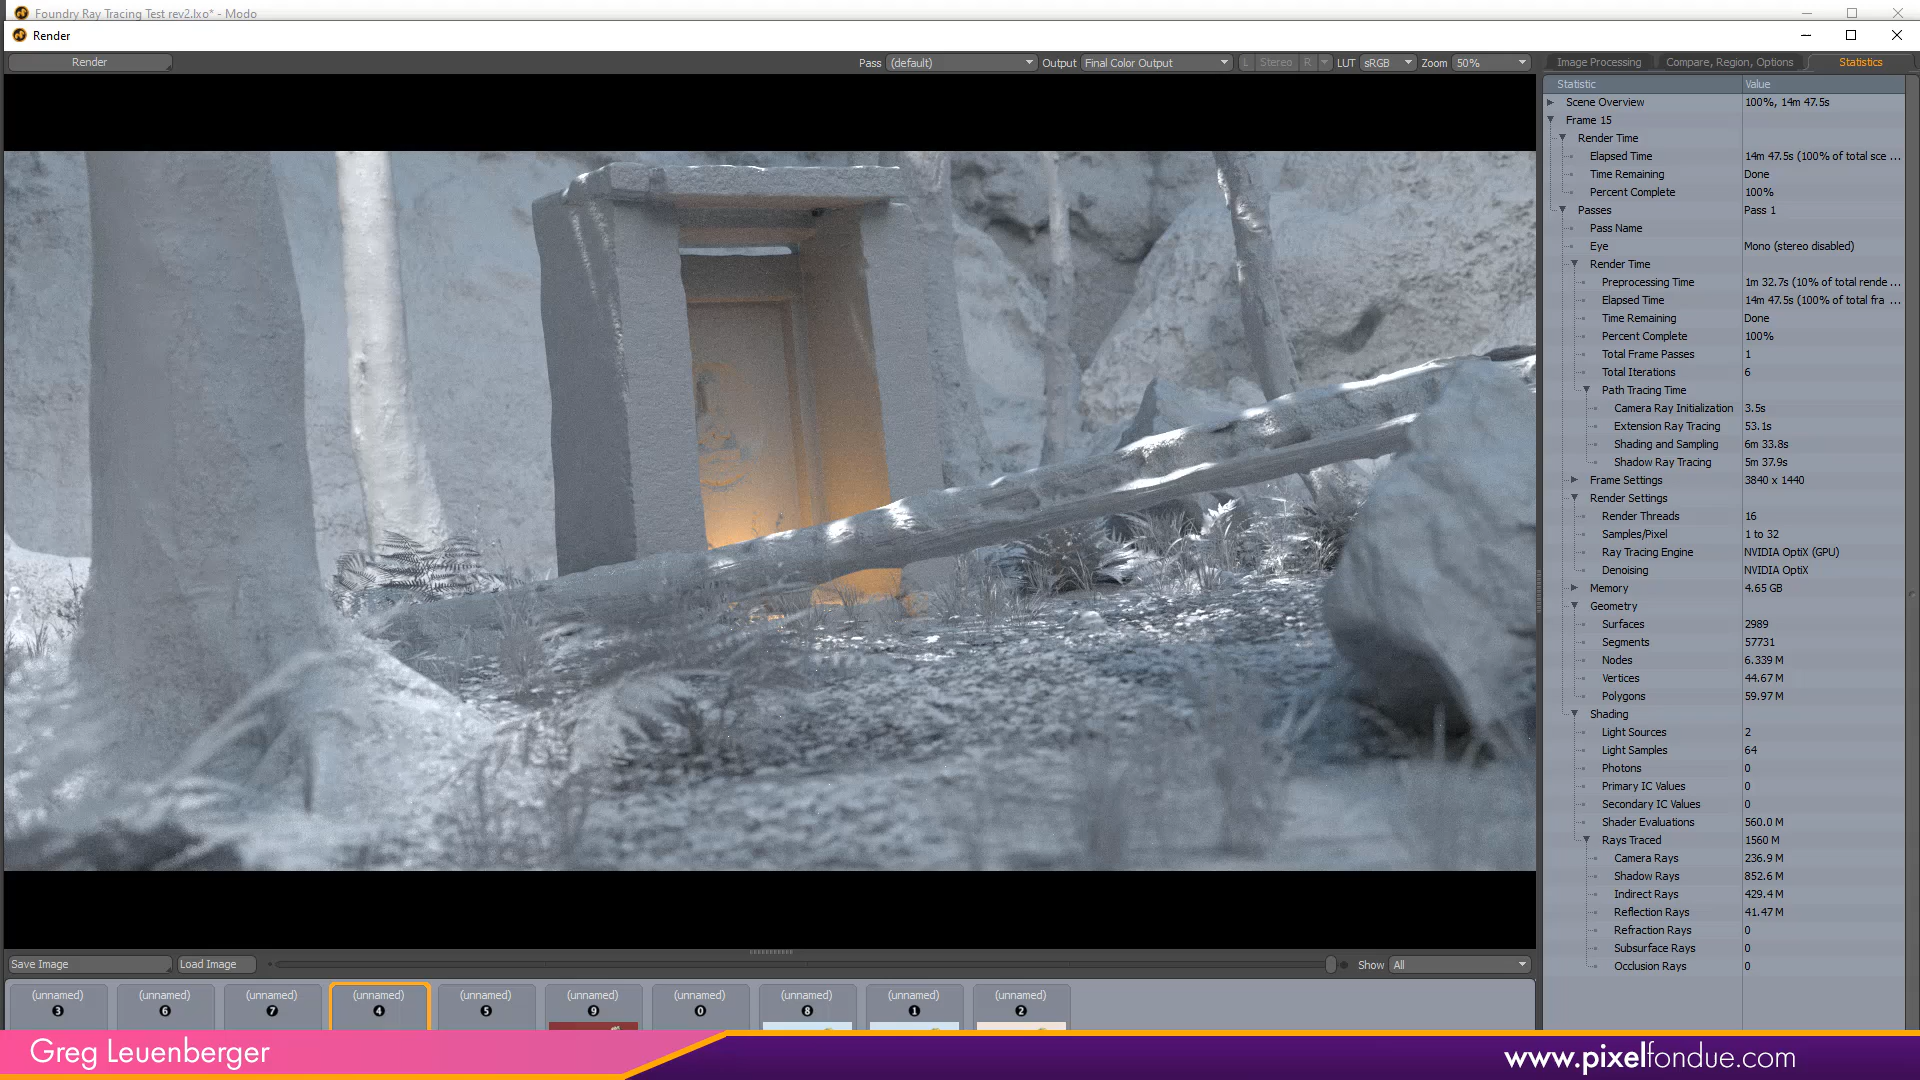 Foundry Ray Tracing Test rev2.lxo* - Modo
Render
Render
Pass (default) Output Final Color Output L Stereo R LUT sRGB Zoom 50%
Image Processing Compare, Region, Options Statistics
Statistic Value
Scene Overview 100%, 14m 47.5s
Frame 15
Render Time
Elapsed Time 14m 47.5s (100% of total sce ...
Time Remaining Done
Percent Complete 100%
Passes Pass 1
Pass Name
Eye Mono (stereo disabled)
Render Time
Preprocessing Time 1m 32.7s (10% of total rende ...
Elapsed Time 14m 47.5s (100% of total fra ...
Time Remaining Done
Percent Complete 100%
Total Frame Passes 1
Total Iterations 6
Path Tracing Time
Camera Ray Initialization 3.5s
Extension Ray Tracing 53.1s
Shading and Sampling 6m 33.8s
Shadow Ray Tracing 5m 37.9s
Frame Settings 3840 x 1440
Render Settings
Render Threads 16
Samples/Pixel 1 to 32
Ray Tracing Engine NVIDIA OptiX (GPU)
Denoising NVIDIA OptiX
Memory 4.65 GB
Geometry
Surfaces 2989
Segments 57731
Nodes 6.339 M
Vertices 44.67 M
Polygons 59.97 M
Shading
Light Sources 2
Light Samples 64
Photons 0
Primary IC Values 0
Secondary IC Values 0
Shader Evaluations 560.0 M
Rays Traced 1560 M
Camera Rays 236.9 M
Shadow Rays 852.6 M
Indirect Rays 429.4 M
Reflection Rays 41.47 M
Refraction Rays 0
Subsurface Rays 0
Occlusion Rays 0
Save Image Load Image Show All
(unnamed) (unnamed) (unnamed) (unnamed) (unnamed) (unnamed) (unnamed) (unnamed) (unnamed) (unnamed)
3 6 7 4 5 9 0 8 1 2
Greg Leuenberger
www.pixelfondue.com